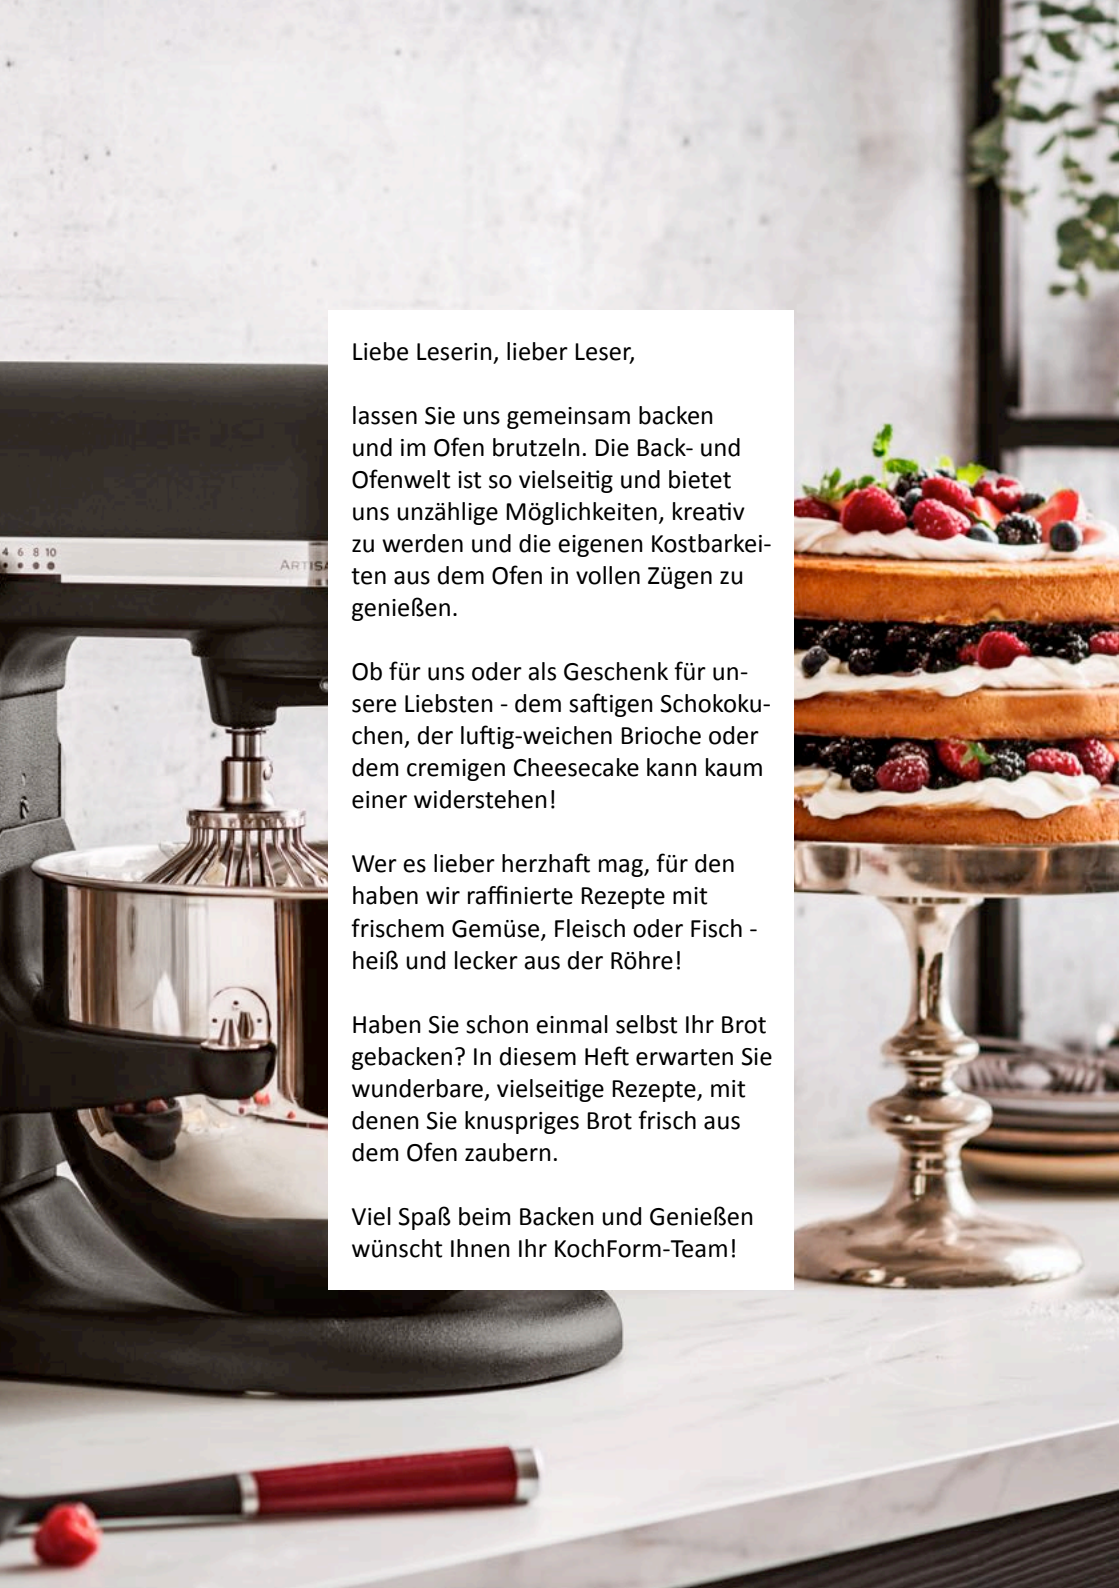 Liebe Leserin, lieber Leser,
lassen Sie uns gemeinsam backen
und im Ofen brutzeln. Die Back- und
Ofenwelt ist so vielseitig und bietet
uns unzählige Möglichkeiten, kreativ
zu werden und die eigenen Kostbarkei-
ten aus dem Ofen in vollen Zügen zu
genießen.
Ob für uns oder als Geschenk für un-
sere Liebsten - dem saftigen Schokoku-
chen, der luftig-weichen Brioche oder
dem cremigen Cheesecake kann kaum
einer widerstehen!
Wer es lieber herzhaft mag, für den
haben wir raffinierte Rezepte mit
frischem Gemüse, Fleisch oder Fisch -
heiß und lecker aus der Röhre!
Haben Sie schon einmal selbst Ihr Brot
gebacken? In diesem Heft erwarten Sie
wunderbare, vielseitige Rezepte, mit
denen Sie knuspriges Brot frisch aus
dem Ofen zaubern.
Viel Spaß beim Backen und Genießen
wünscht Ihnen Ihr KochForm-Team!
4 6 8 10
ARTISA